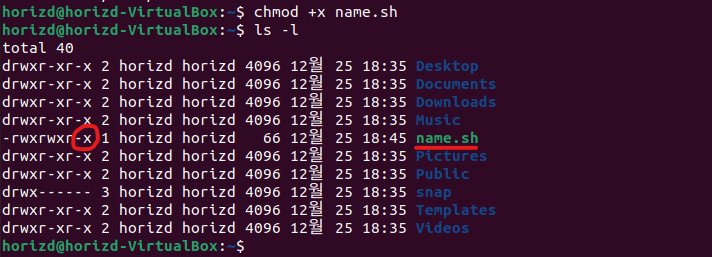 horizd@horizd-VirtualBox:~$ chmod +x name.sh
horizd@horizd-VirtualBox:~$ ls -l
total 40
drwxr-xr-x 2 horizd horizd 4096 12월 25 18:35 Desktop
drwxr-xr-x 2 horizd horizd 4096 12월 25 18:35 Documents
drwxr-xr-x 2 horizd horizd 4096 12월 25 18:35 Downloads
drwxr-xr-x 2 horizd horizd 4096 12월 25 18:35 Music
-rwxrwxr-x 1 horizd horizd   66 12월 25 18:45 name.sh
drwxr-xr-x 2 horizd horizd 4096 12월 25 18:35 Pictures
drwxr-xr-x 2 horizd horizd 4096 12월 25 18:35 Public
drwx------ 3 horizd horizd 4096 12월 25 18:35 snap
drwxr-xr-x 2 horizd horizd 4096 12월 25 18:35 Templates
drwxr-xr-x 2 horizd horizd 4096 12월 25 18:35 Videos
horizd@horizd-VirtualBox:~$